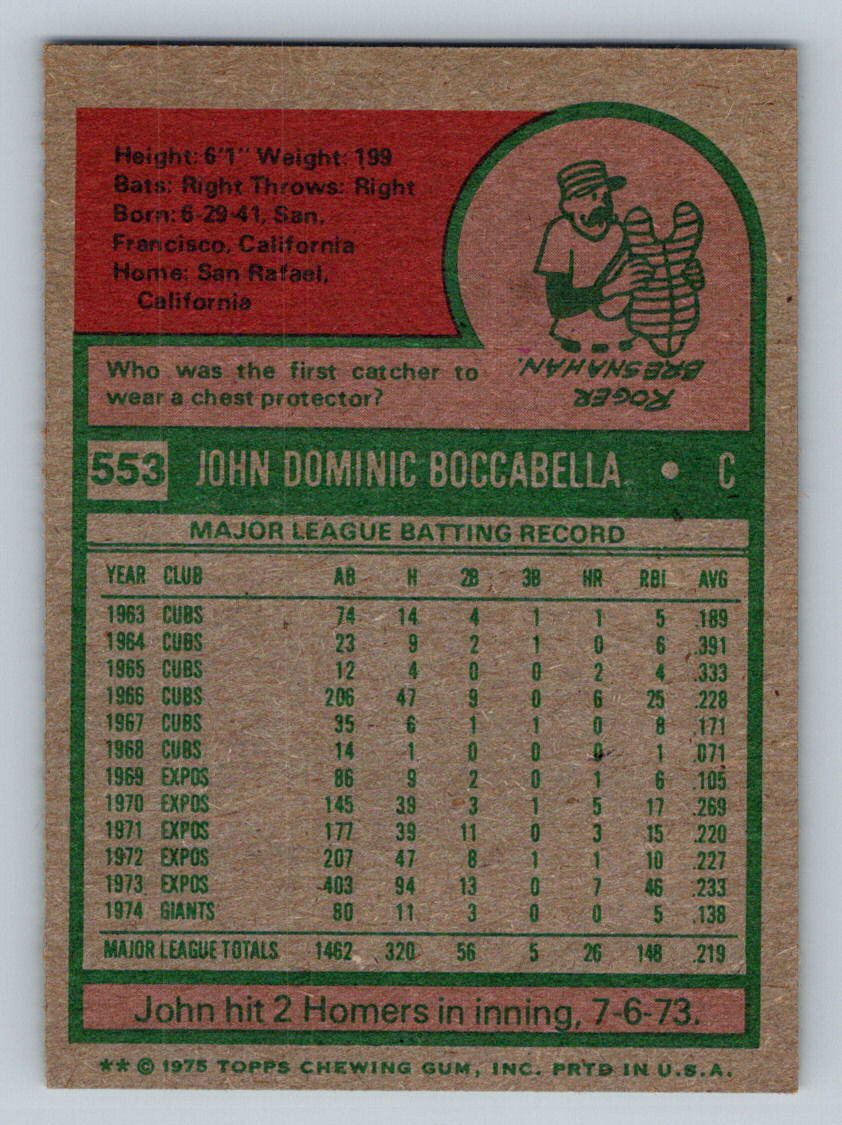 Height: 6'1" Weight: 199
Bats: Right Throws: Right
Born: 6-29-41, San.
Francisco, California
Home: San Rafael,
California
Who was the first catcher to
wear a chest protector?
ROGER
BRESNAHAN.
553 JOHN DOMINIC BOCCABELLA • C
MAJOR LEAGUE BATTING RECORD
YEAR CLUB AB H 2B 3B HR RBI AVG
1963 CUBS 74 14 4 1 1 5 .189
1964 CUBS 23 9 2 1 0 6 .391
1965 CUBS 12 4 0 0 2 4 .333
1966 CUBS 206 47 9 0 6 25 .228
1967 CUBS 35 6 1 1 0 8 .171
1968 CUBS 14 1 0 0 0 1 .071
1969 EXPOS 86 9 2 0 1 6 .105
1970 EXPOS 145 39 3 1 5 17 .269
1971 EXPOS 177 39 11 0 3 15 .220
1972 EXPOS 207 47 8 1 1 10 .227
1973 EXPOS 403 94 13 0 7 46 .233
1974 GIANTS 80 11 3 0 0 5 .138
MAJOR LEAGUE TOTALS 1462 320 56 5 26 148 .219
John hit 2 Homers in inning, 7-6-73.
** © 1975 TOPPS CHEWING GUM, INC. PRTD IN U.S.A.